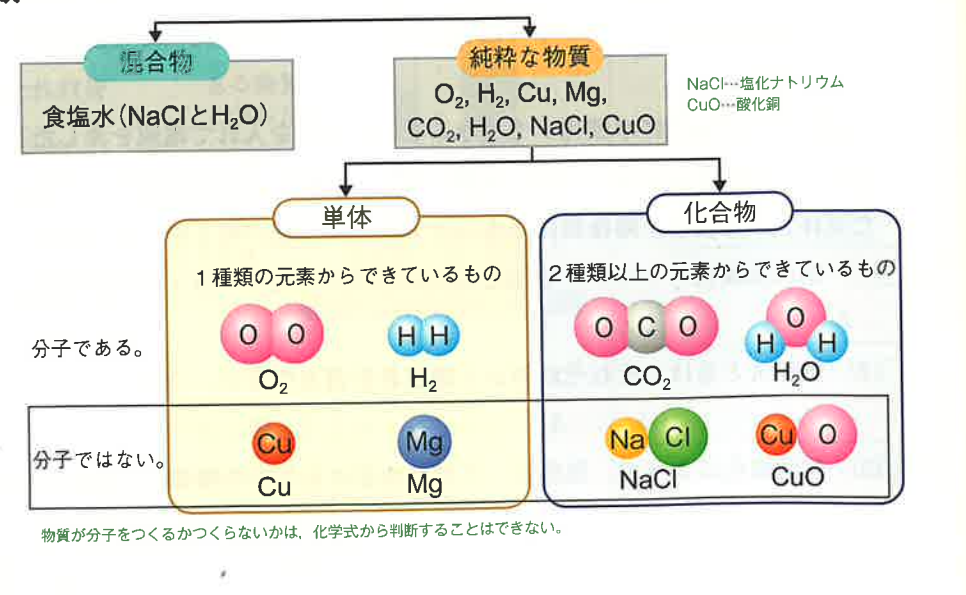 混合物
食塩水(NaClとH₂O)
純粋な物質
O₂, H₂, Cu, Mg,
CO₂, H₂O, NaCl, CuO
NaCl…塩化ナトリウム
CuO…酸化銅
単体
1種類の元素からできているもの
化合物
2種類以上の元素からできているもの
分子である。
O O
O₂
H H
H₂
O C O
CO₂
O
H H
H₂O
分子ではない。
Cu
Cu
Mg
Mg
Na Cl
NaCl
Cu O
CuO
物質が分子をつくるかつくらないかは，化学式から判断することはできない。